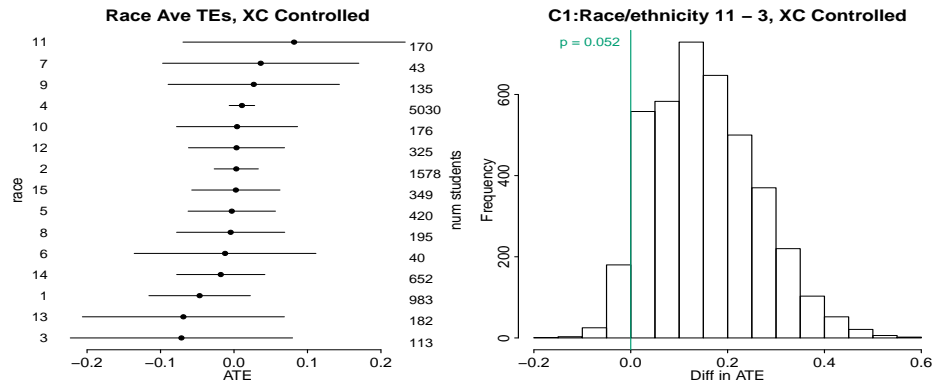 Race Ave TEs, XC Controlled
race
11 170
7 43
9 135
4 5030
10 176
12 325
2 1578
15 349
5 420
8 195
6 40
14 652
1 983
13 182
3 113
num students
−0.2 −0.1 0.0 0.1 0.2
ATE
C1:Race/ethnicity 11 − 3, XC Controlled
p = 0.052
Frequency
600
400
200
0
−0.2 0.0 0.2 0.4 0.6
Diff in ATE